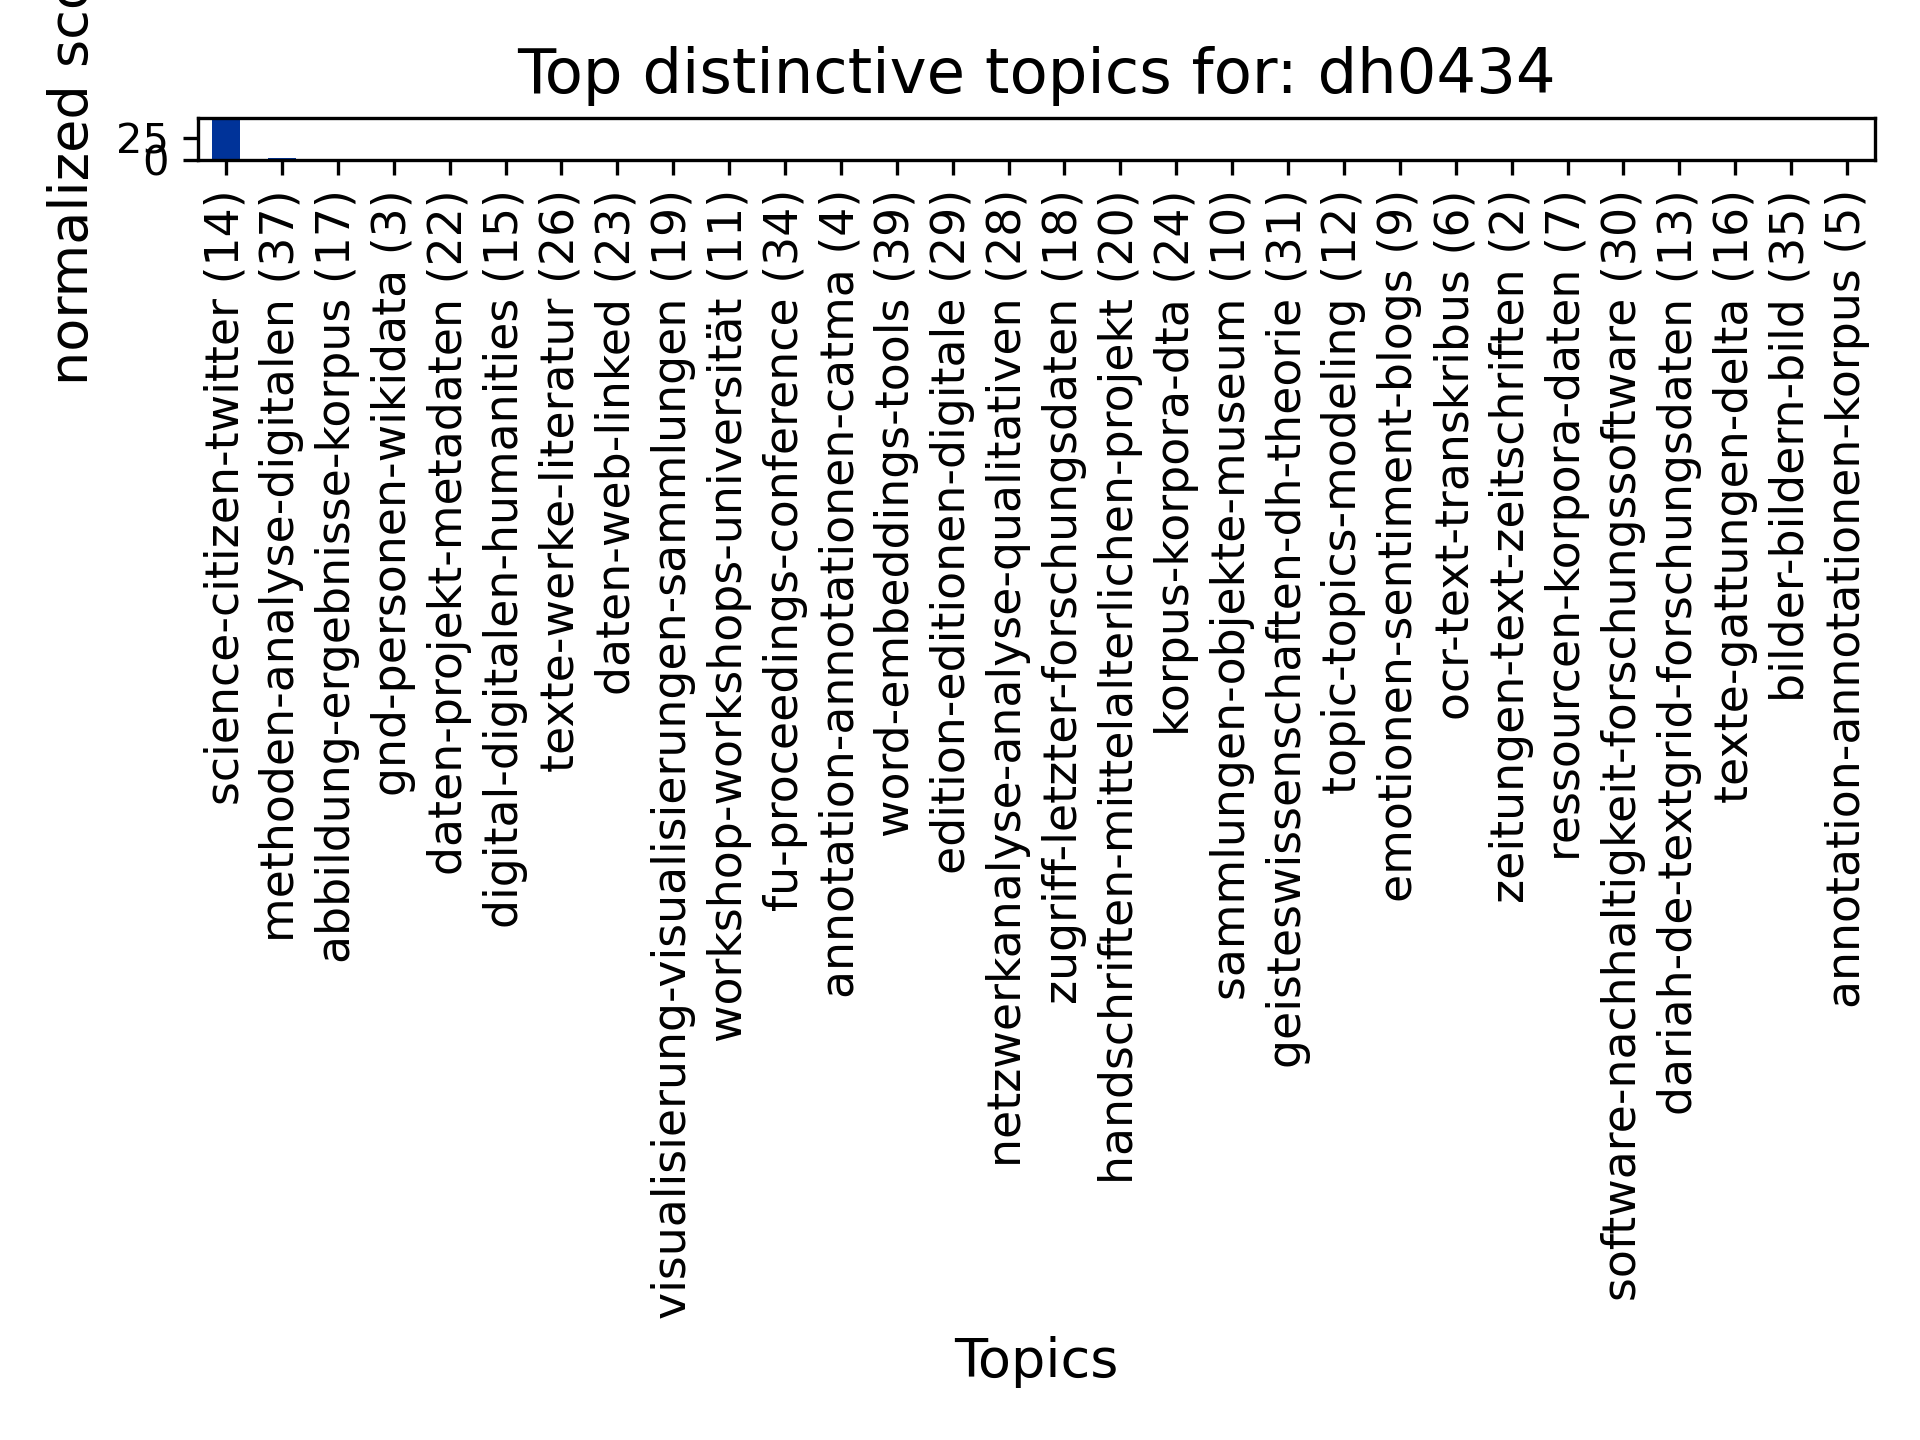 Top distinctive topics for: dh0434
normalized sco
25
0
science-citizen-twitter (14)
methoden-analyse-digitalen (37)
abbildung-ergebnisse-korpus (17)
gnd-personen-wikidata (3)
daten-projekt-metadaten (22)
digital-digitalen-humanities (15)
texte-werke-literatur (26)
daten-web-linked (23)
visualisierung-visualisierungen-sammlungen (19)
workshop-workshops-universität (11)
fu-proceedings-conference (34)
annotation-annotationen-catma (4)
word-embeddings-tools (39)
edition-editionen-digitale (29)
netzwerkanalyse-analyse-qualitativen (28)
zugriff-letzter-forschungsdaten (18)
handschriften-mittelalterlichen-projekt (20)
korpus-korpora-dta (24)
sammlungen-objekte-museum (10)
geisteswissenschaften-dh-theorie (31)
topic-topics-modeling (12)
emotionen-sentiment-blogs (9)
ocr-text-transkribus (6)
zeitungen-text-zeitschriften (2)
ressourcen-korpora-daten (7)
software-nachhaltigkeit-forschungssoftware (30)
dariah-de-textgrid-forschungsdaten (13)
texte-gattungen-delta (16)
bilder-bildern-bild (35)
annotation-annotationen-korpus (5)
Topics